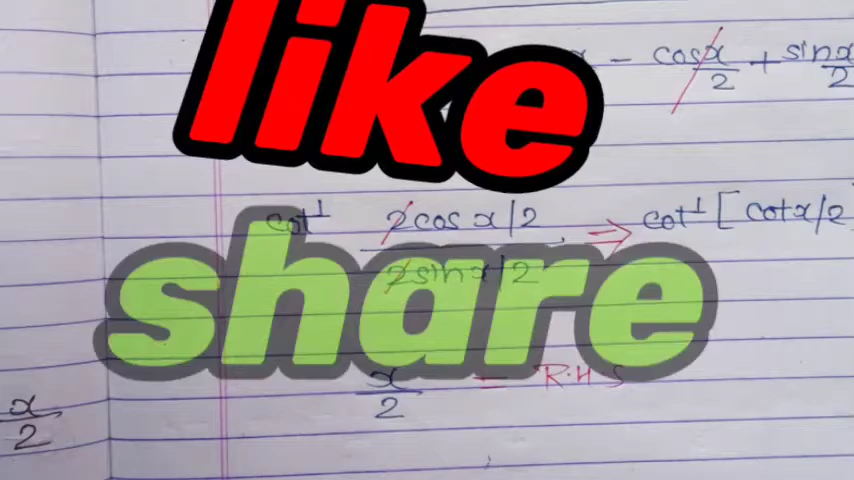 like
- cos x/2 + sin x/2
cot⁻¹ 2cos x/2 / 2sin x/2 ⇒ cot⁻¹ [cot x/2
share
x/2 = R.H.S
x/2